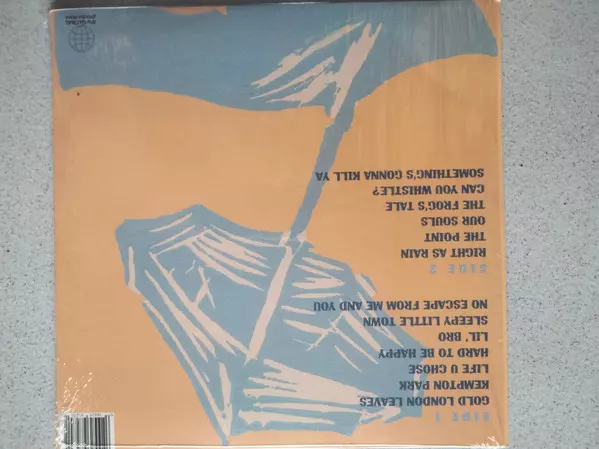 SIDE 1
GOLD LONDON LEAVES
KEMPTON PARK
LIFE U CHOSE
HARD TO BE HAPPY
LIL' BRO
SLEEPY LITTLE TOWN
NO ESCAPE FROM ME AND YOU
SIDE 2
RIGHT AS RAIN
THE POINT
OUR SOULS
THE FROG'S TALE
CAN YOU WHISTLE?
SOMETHING'S GONNA KILL YA